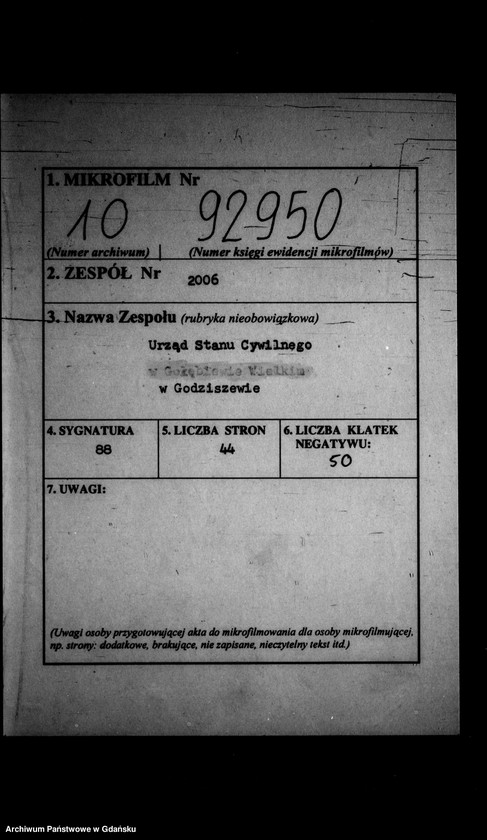 1. MIKROFILM Nr
10 92950
(Numer archiwum) (Numer księgi ewidencji mikrofilmów)
2. ZESPÓŁ Nr 2006
3. Nazwa Zespołu (rubryka nieobowiązkowa)
Urząd Stanu Cywilnego
w Gołębiewie Wielkim
w Godziszewie
4. SYGNATURA
88
5. LICZBA STRON
44
6. LICZBA KLATEK
NEGATYWU:
50
7. UWAGI:
(Uwagi osoby przygotowującej akta do mikrofilmowania dla osoby mikrofilmującej,
np. strony: dodatkowe, brakujące, nie zapisane, nieczytelny tekst itd.)
Archiwum Państwowe w Gdańsku